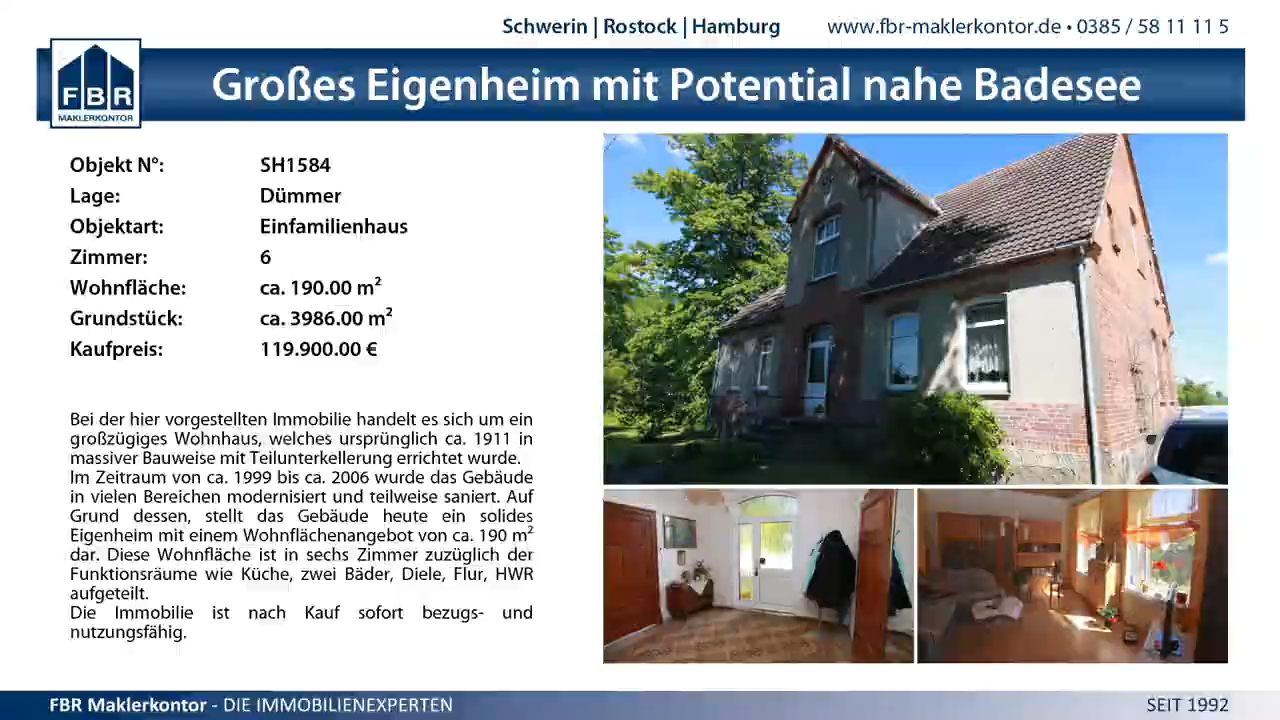 Schwerin | Rostock | Hamburg www.fbr-maklerkontor.de • 0385 / 58 11 11 5
FBR
MAKLERKONTOR
Großes Eigenheim mit Potential nahe Badesee
Objekt N°: SH1584
Lage: Dümmer
Objektart: Einfamilienhaus
Zimmer: 6
Wohnfläche: ca. 190.00 m²
Grundstück: ca. 3986.00 m²
Kaufpreis: 119.900.00 €
Bei der hier vorgestellten Immobilie handelt es sich um ein
großzügiges Wohnhaus, welches ursprünglich ca. 1911 in
massiver Bauweise mit Teilunterkellerung errichtet wurde.
Im Zeitraum von ca. 1999 bis ca. 2006 wurde das Gebäude
in vielen Bereichen modernisiert und teilweise saniert. Auf
Grund dessen, stellt das Gebäude heute ein solides
Eigenheim mit einem Wohnflächenangebot von ca. 190 m²
dar. Diese Wohnfläche ist in sechs Zimmer zuzüglich der
Funktionsräume wie Küche, zwei Bäder, Diele, Flur, HWR
aufgeteilt.
Die Immobilie ist nach Kauf sofort bezugs- und
nutzungsfähig.
FBR Maklerkontor - DIE IMMOBILIENEXPERTEN SEIT 1992